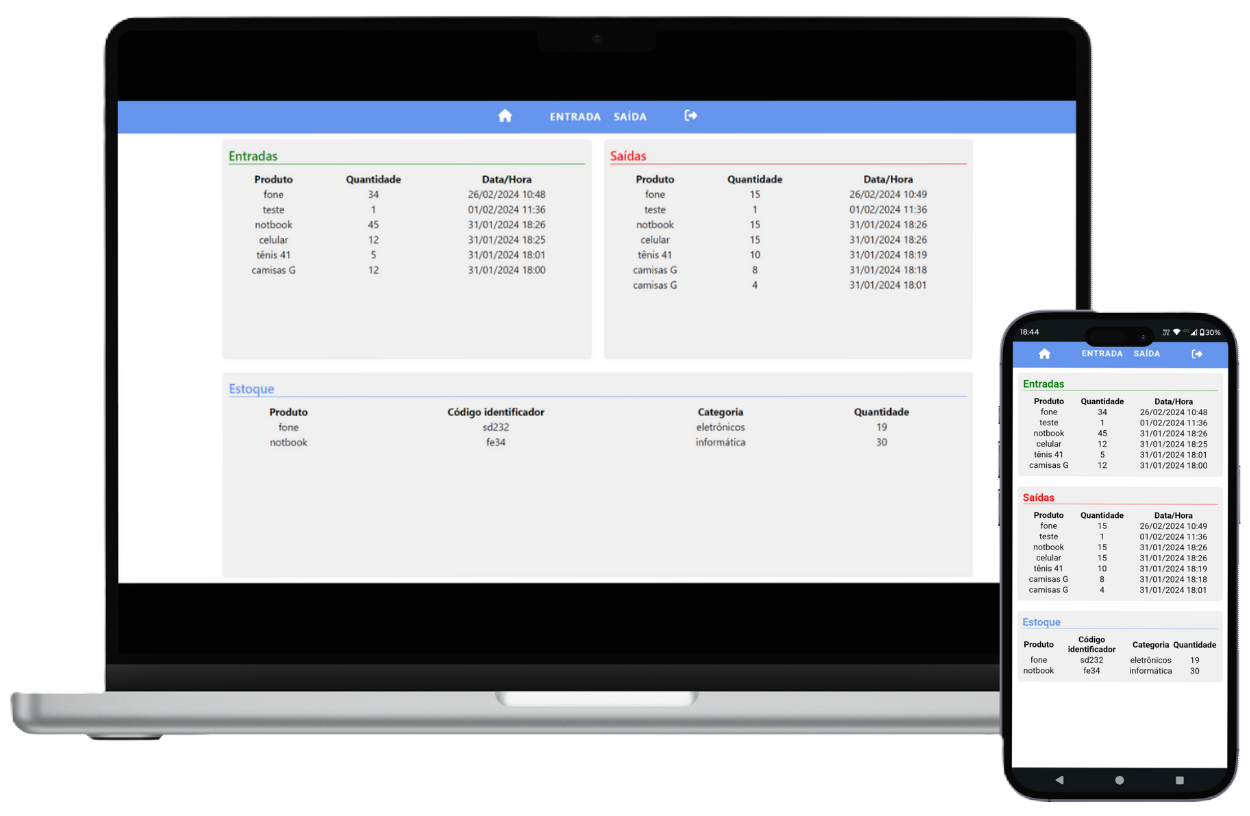 ENTRADA SAÍDA
Entradas
Produto Quantidade Data/Hora
fone 34 26/02/2024 10:48
teste 1 01/02/2024 11:36
notbook 45 31/01/2024 18:26
celular 12 31/01/2024 18:25
tênis 41 5 31/01/2024 18:01
camisas G 12 31/01/2024 18:00
Saídas
Produto Quantidade Data/Hora
fone 15 26/02/2024 10:49
teste 1 01/02/2024 11:36
notbook 15 31/01/2024 18:26
celular 15 31/01/2024 18:26
tênis 41 10 31/01/2024 18:19
camisas G 8 31/01/2024 18:18
camisas G 4 31/01/2024 18:01
Estoque
Produto Código identificador Categoria Quantidade
fone sd232 eletrônicos 19
notbook fe34 informática 30
18:44 30%
ENTRADA SAÍDA
Entradas
Produto Quantidade Data/Hora
fone 34 26/02/2024 10:48
teste 1 01/02/2024 11:36
notbook 45 31/01/2024 18:26
celular 12 31/01/2024 18:25
tênis 41 5 31/01/2024 18:01
camisas G 12 31/01/2024 18:00
Saídas
Produto Quantidade Data/Hora
fone 15 26/02/2024 10:49
teste 1 01/02/2024 11:36
notbook 15 31/01/2024 18:26
celular 15 31/01/2024 18:26
tênis 41 10 31/01/2024 18:19
camisas G 8 31/01/2024 18:18
camisas G 4 31/01/2024 18:01
Estoque
Produto Código identificador Categoria Quantidade
fone sd232 eletrônicos 19
notbook fe34 informática 30